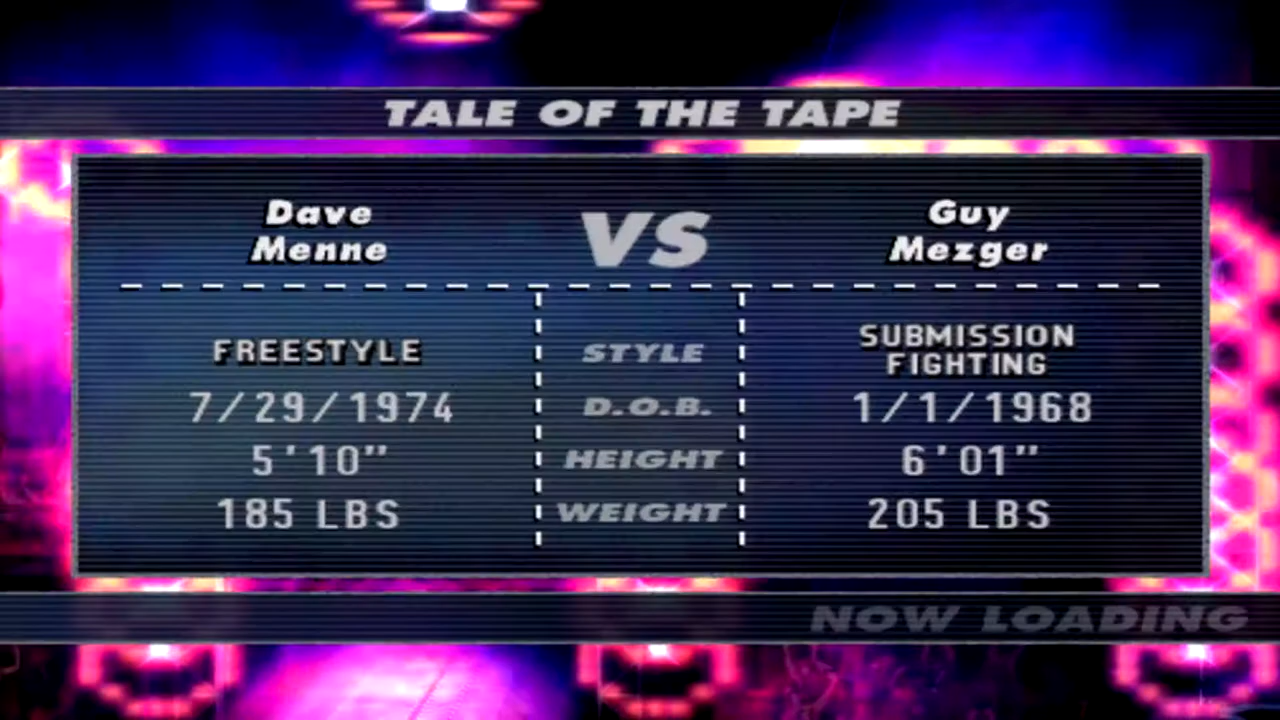 TALE OF THE TAPE
Dave
Menne
VS
Guy
Mezger
FREESTYLE
STYLE
SUBMISSION
FIGHTING
7/29/1974
D.O.B.
1/1/1968
5'10"
HEIGHT
6'01"
185 LBS
WEIGHT
205 LBS
NOW LOADING